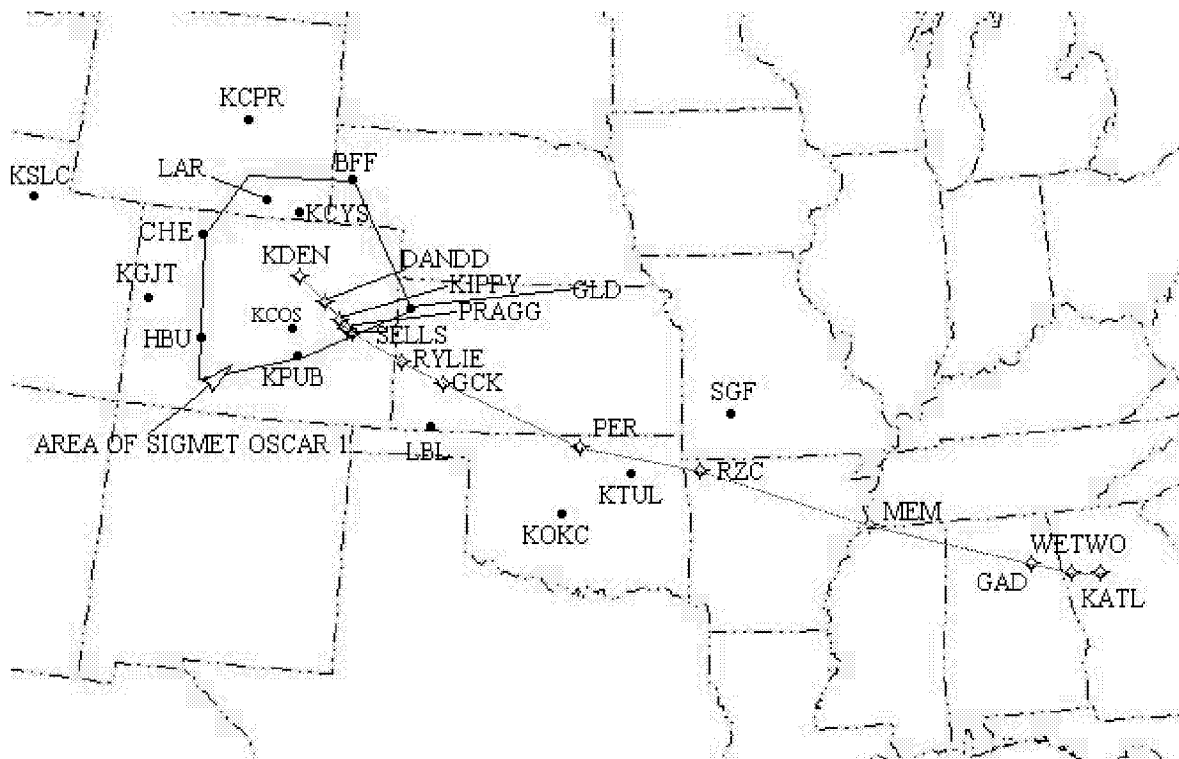 KCPR
LAR
BFF
KSLC
KCYS
CHE
KDEN
DANDD
KGJT
KIPPY
GLD
KCOS
PRAGG
HBU
SELLS
KPUB
RYLIE
GCK
SGF
AREA OF SIGMET OSCAR 1
LBL
PER
KTUL
RZC
KOKC
MEM
WETWO
GAD
KATL